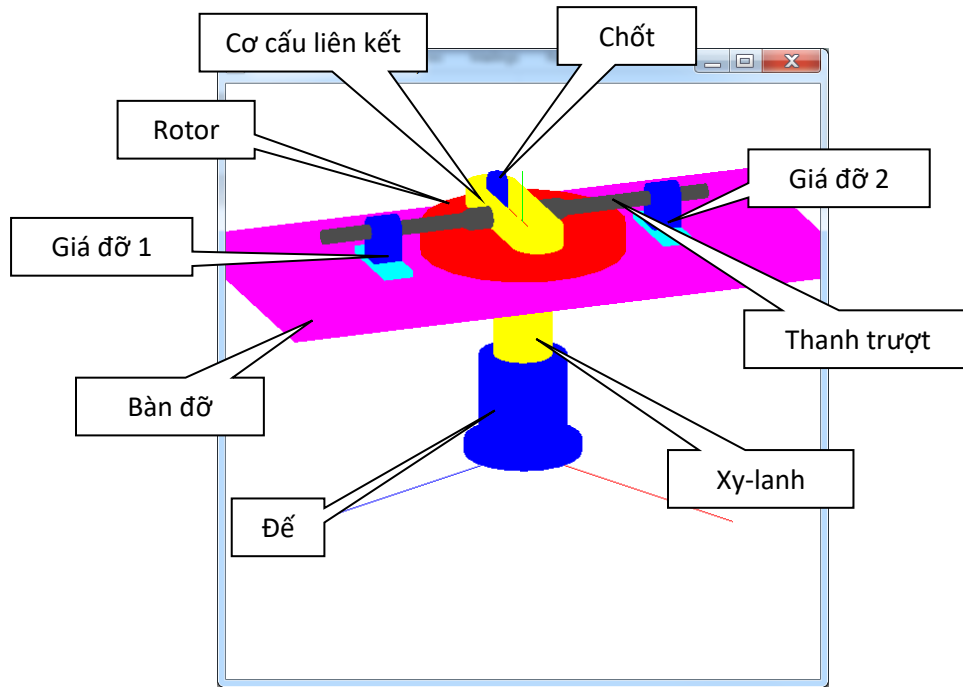 Cơ cấu liên kết
Chốt
Rotor
Giá đỡ 2
Giá đỡ 1
Thanh trượt
Bàn đỡ
Xy-lanh
Đế